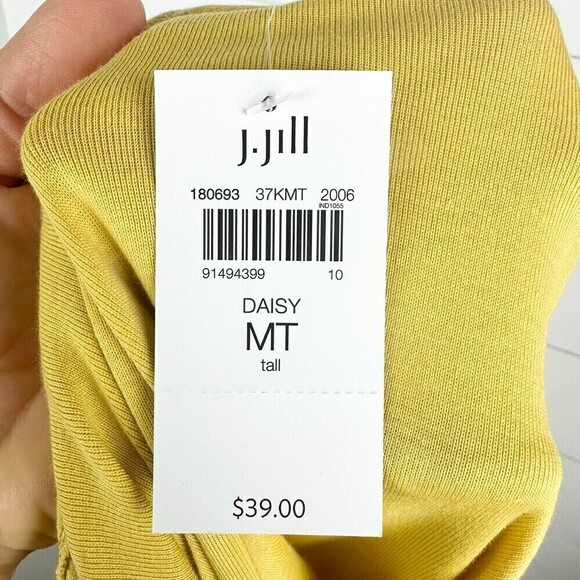 J.Jill
180693 37KMT 2006
IND1055
91494399 10
DAISY
MT
tall
$39.00